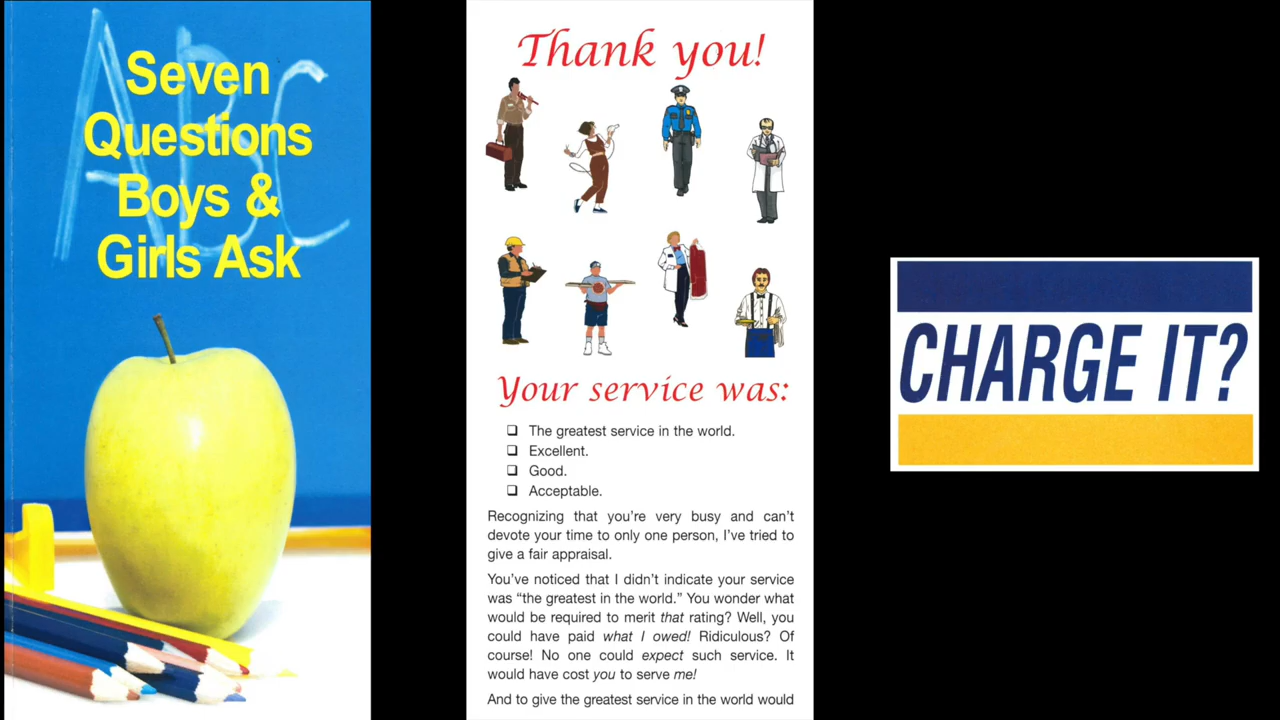 ABC
Seven
Questions
Boys &
Girls Ask
Thank you!
Your service was:
❑ The greatest service in the world.
❑ Excellent.
❑ Good.
❑ Acceptable.
Recognizing that you're very busy and can't
devote your time to only one person, I've tried to
give a fair appraisal.
You've noticed that I didn't indicate your service
was “the greatest in the world.” You wonder what
would be required to merit that rating? Well, you
could have paid what I owed! Ridiculous? Of
course! No one could expect such service. It
would have cost you to serve me!
And to give the greatest service in the world would
CHARGE IT?